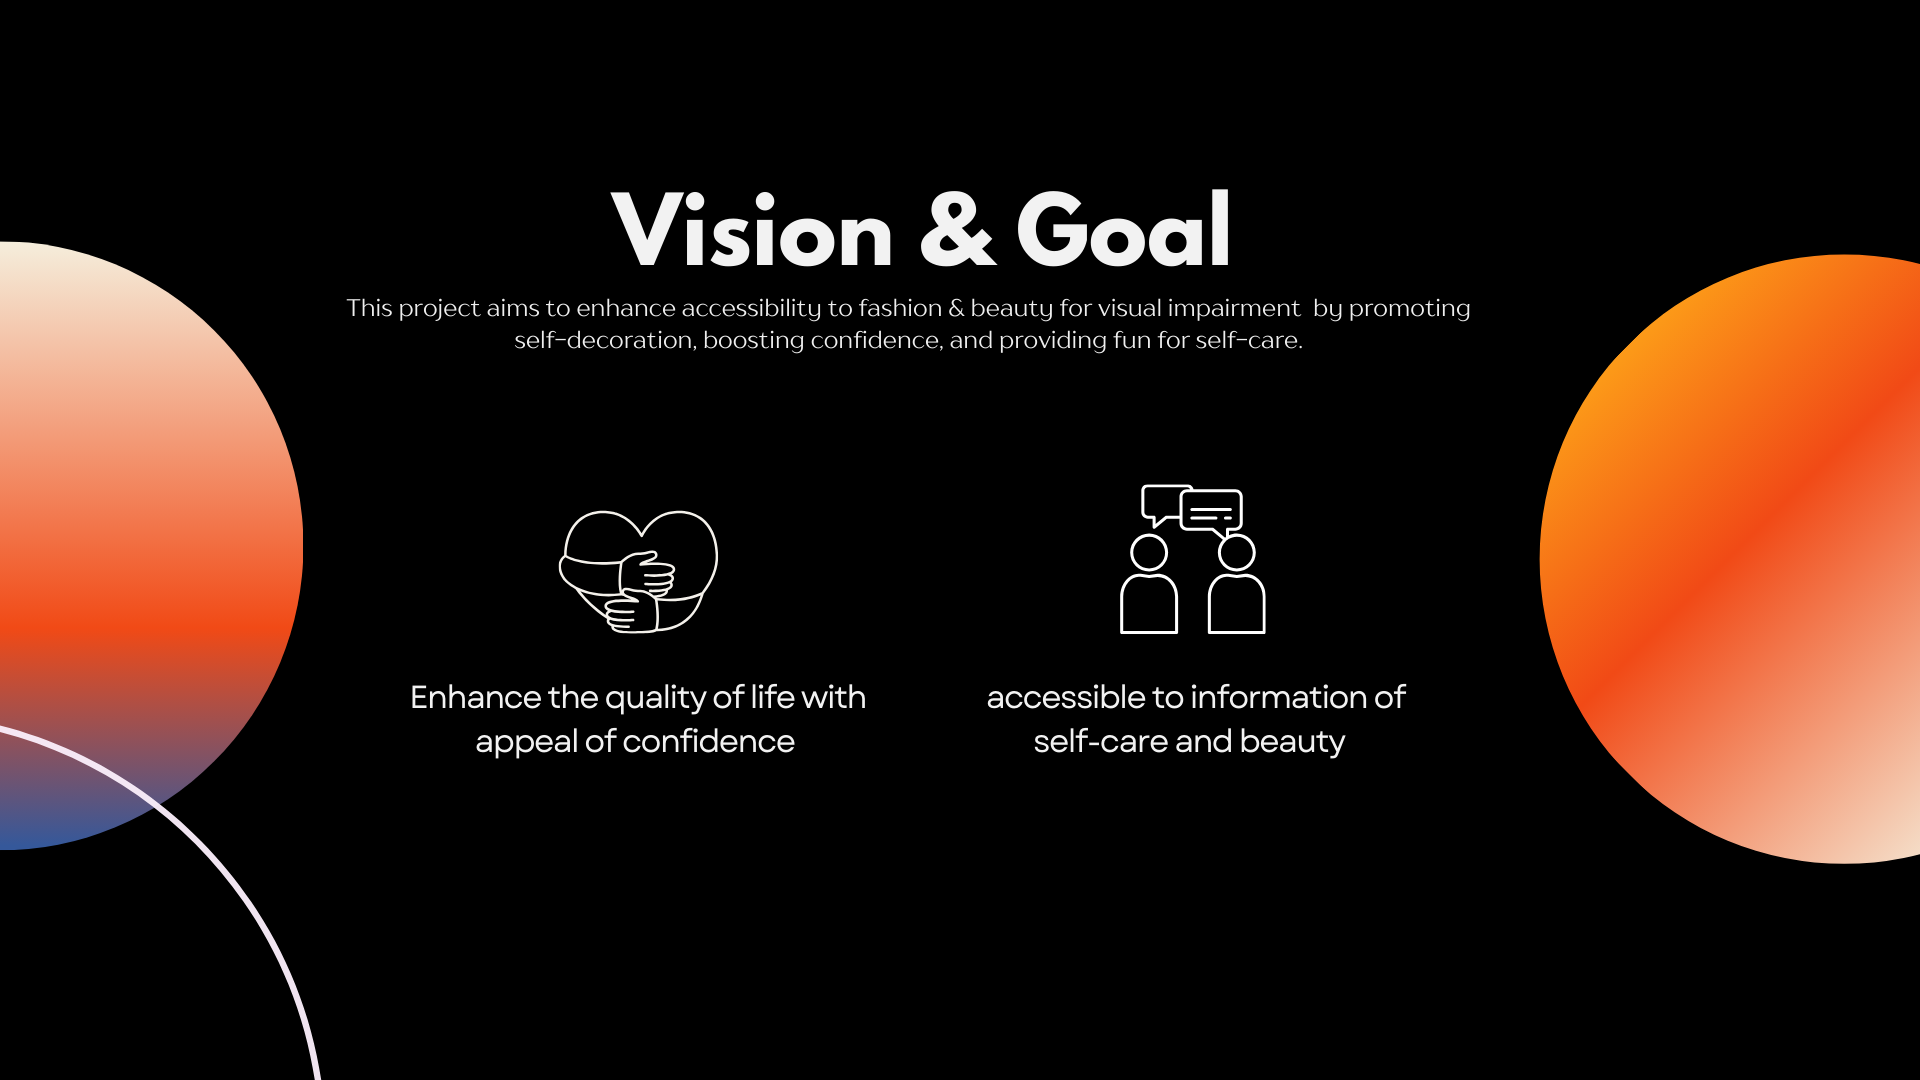 Vision & Goal
This project aims to enhance accessibility to fashion & beauty for visual impairment  by promoting
self-decoration, boosting confidence, and providing fun for self-care.
Enhance the quality of life with
appeal of confidence
accessible to information of
self-care and beauty